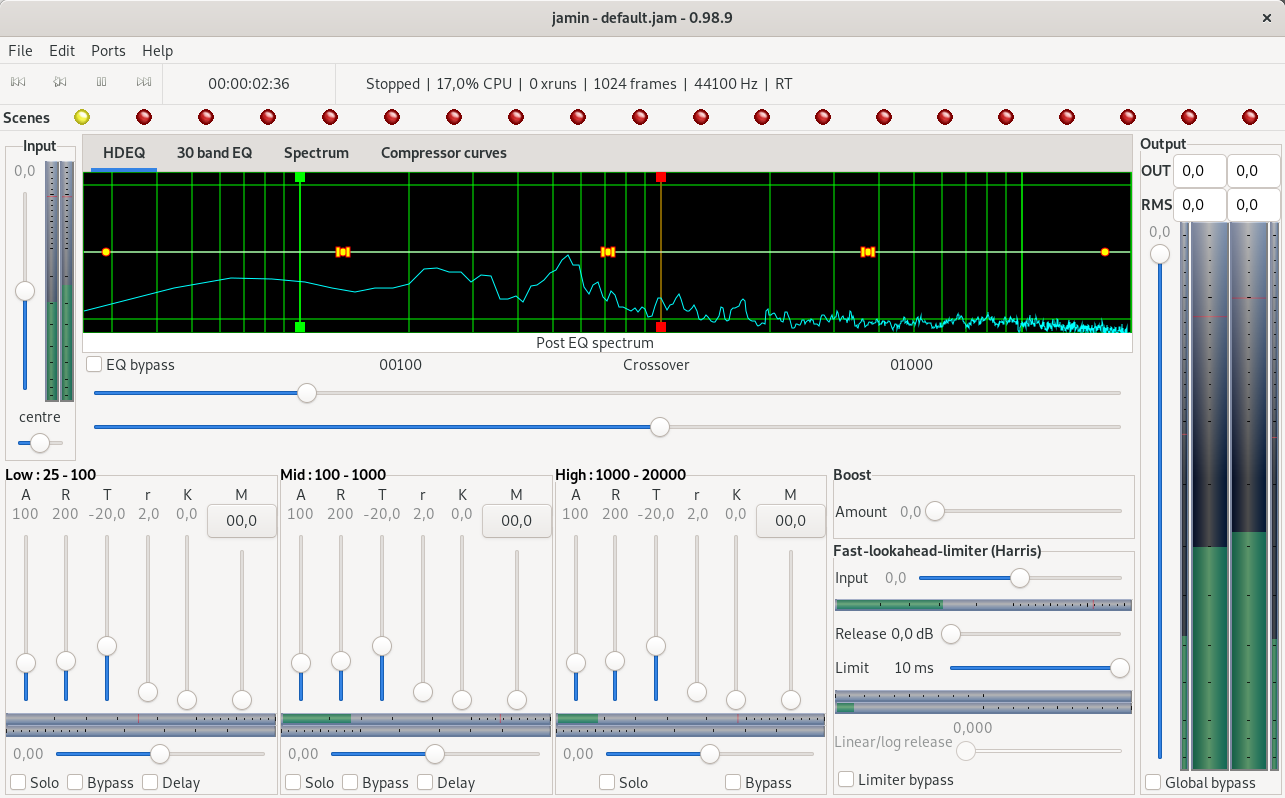 jamin - default.jam - 0.98.9
File Edit Ports Help
00:00:02:36 Stopped | 17,0% CPU | 0 xruns | 1024 frames | 44100 Hz | RT
Scenes
Input
0,0
centre
HDEQ 30 band EQ Spectrum Compressor curves
Post EQ spectrum
EQ bypass 00100 Crossover 01000
Output
OUT 0,0 0,0
RMS 0,0 0,0
0,0
Global bypass
Low : 25 - 100
A R T r K M
100 200 -20,0 2,0 0,0 00,0
0,00
Solo Bypass Delay
Mid : 100 - 1000
A R T r K M
100 200 -20,0 2,0 0,0 00,0
0,00
Solo Bypass Delay
High : 1000 - 20000
A R T r K M
100 200 -20,0 2,0 0,0 00,0
0,00
Solo Bypass
Boost
Amount 0,0
Fast-lookahead-limiter (Harris)
Input 0,0
Release 0,0 dB
Limit 10 ms
0,000
Linear/log release
Limiter bypass